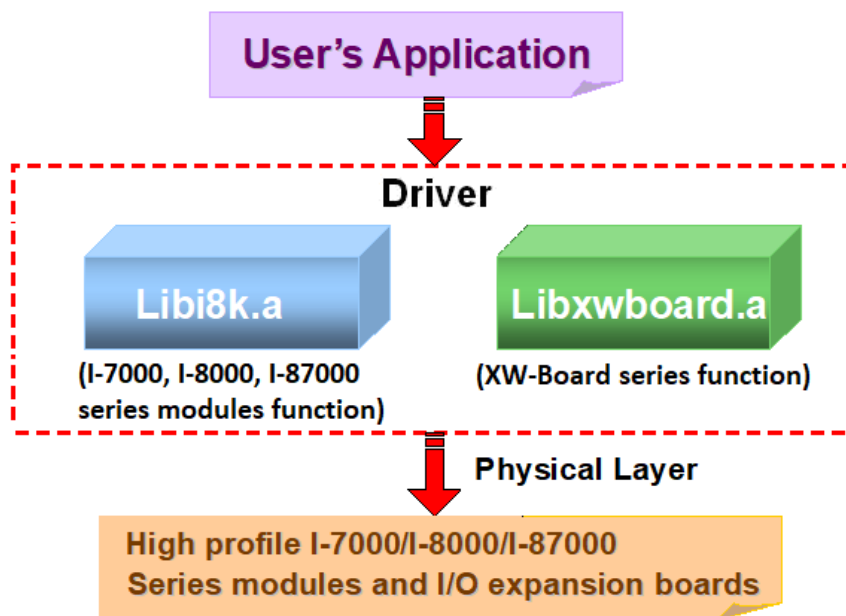 User's Application
Driver
Libi8k.a
Libxwboard.a
(I-7000, I-8000, I-87000
series modules function)
(XW-Board series function)
Physical Layer
High profile I-7000/I-8000/I-87000
Series modules and I/O expansion boards